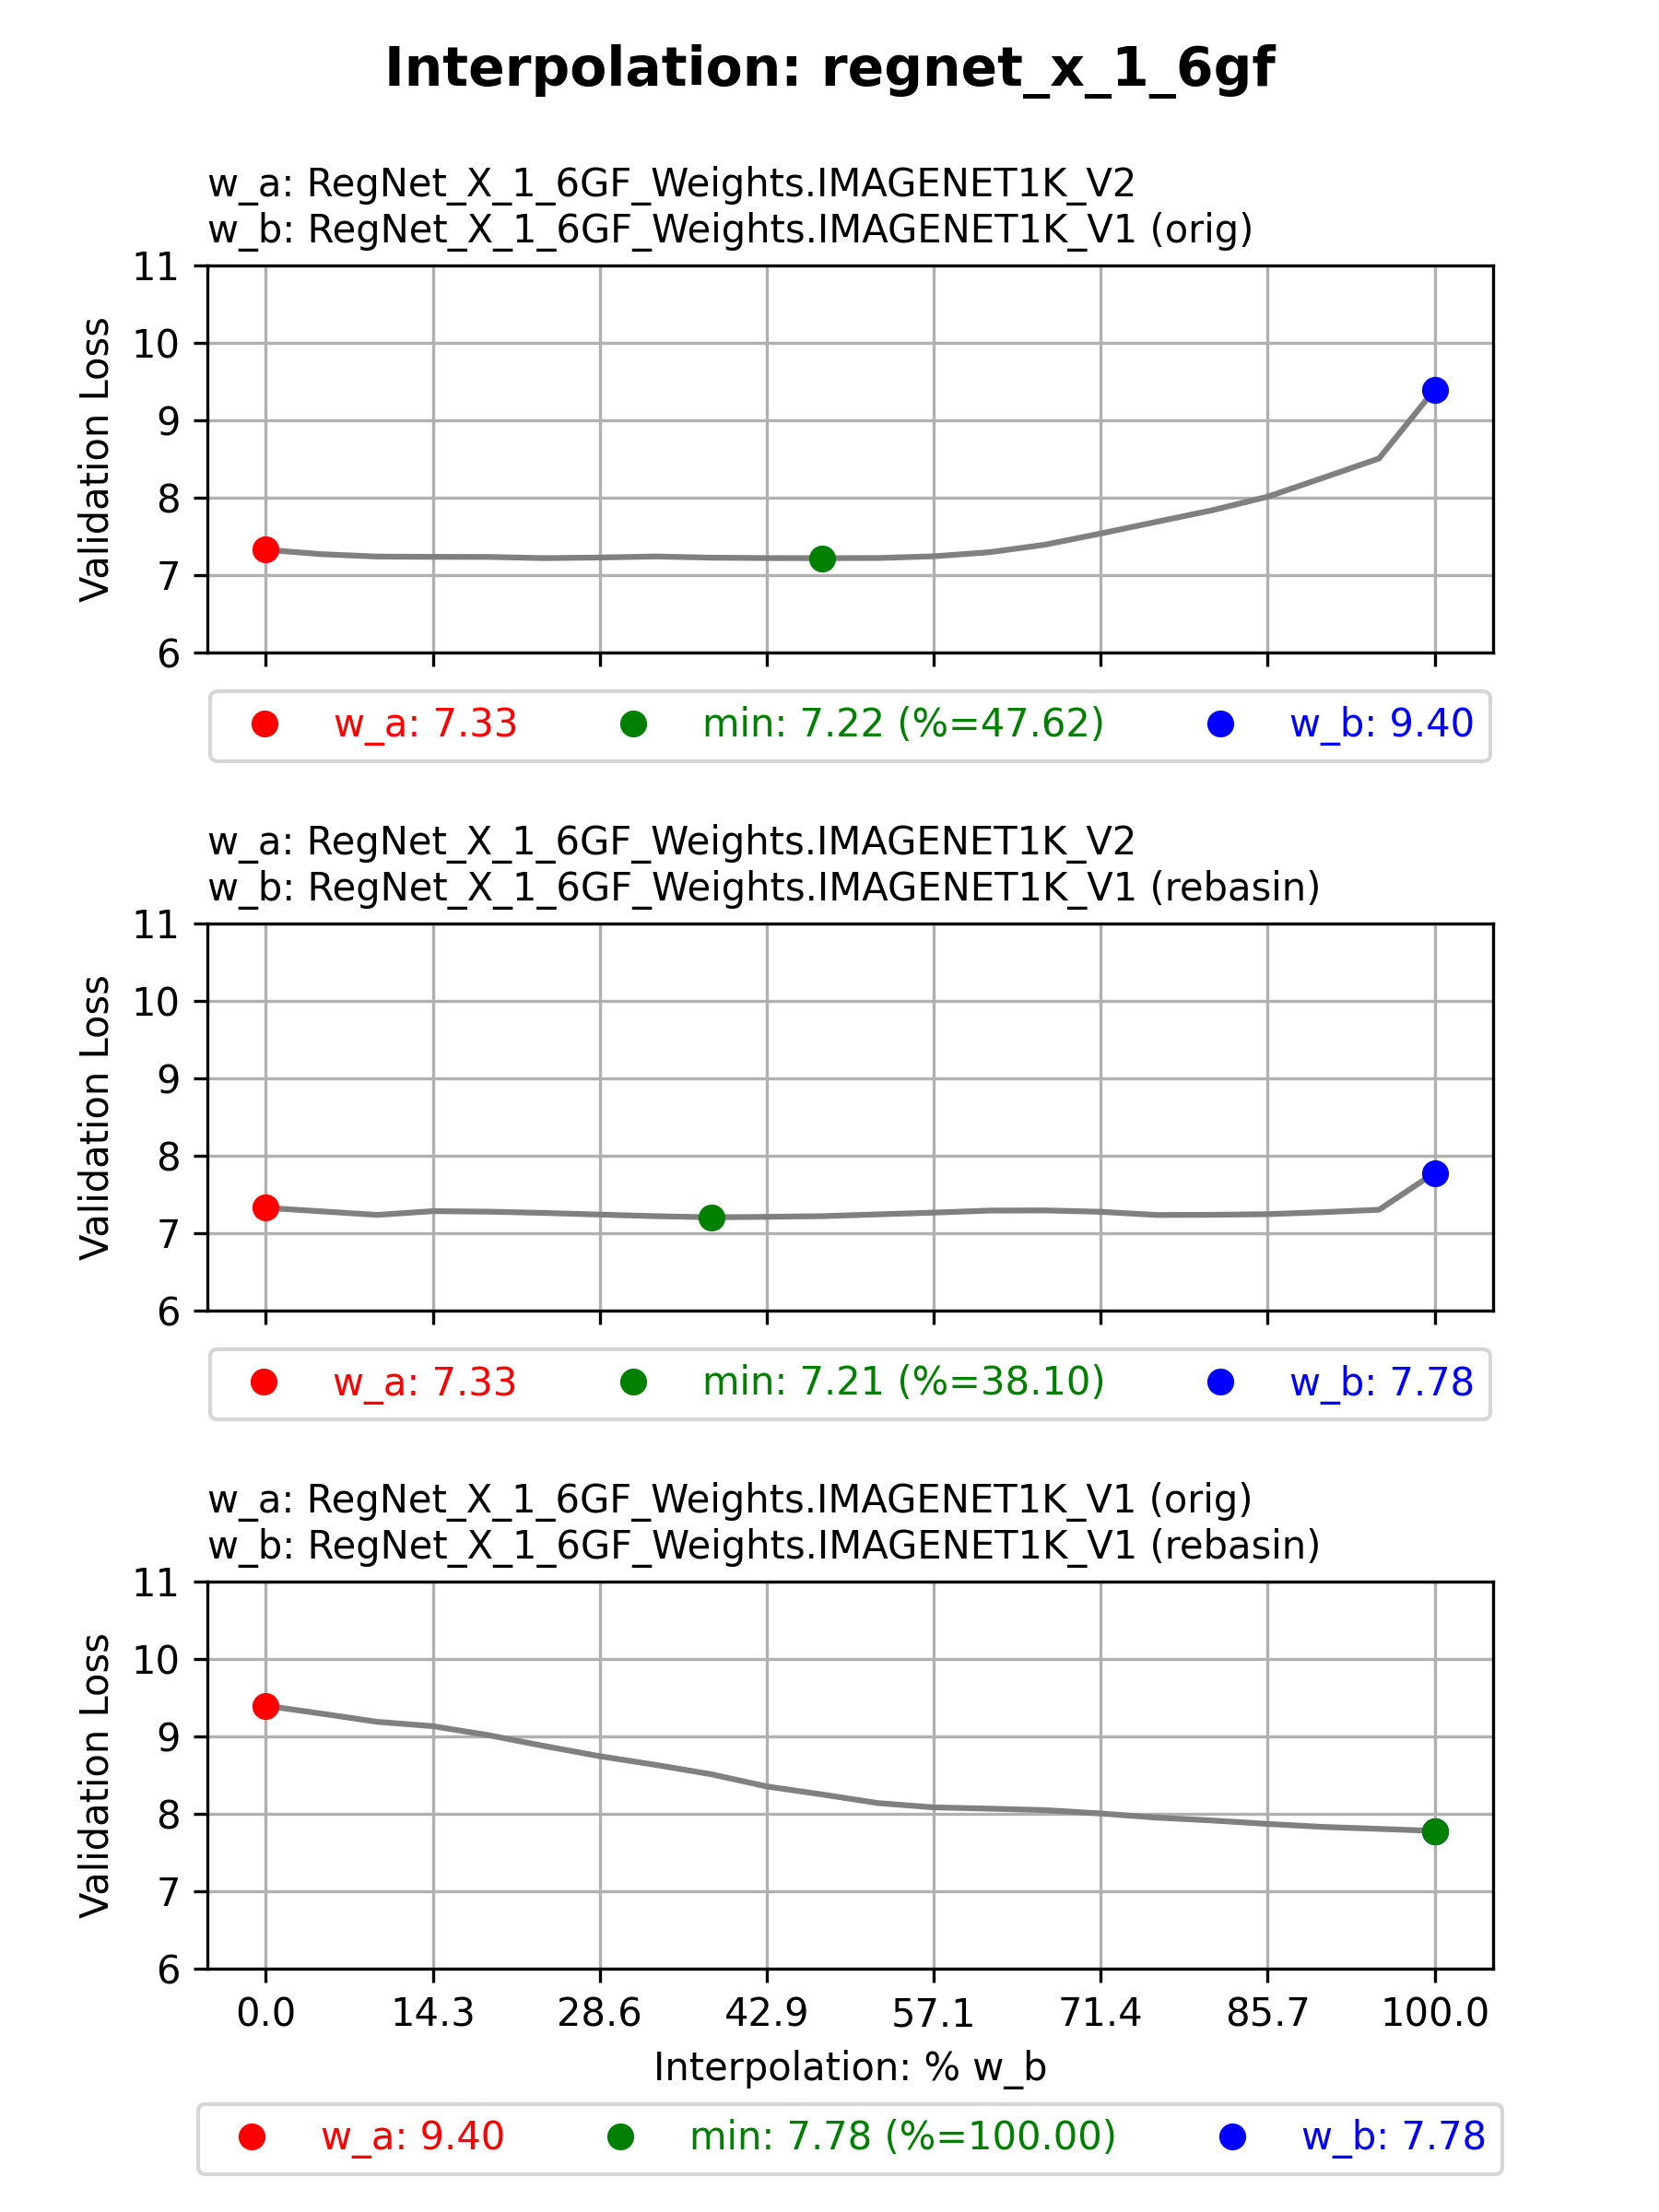 Interpolation: regnet_x_1_6gf
w_a: RegNet_X_1_6GF_Weights.IMAGENET1K_V2
w_b: RegNet_X_1_6GF_Weights.IMAGENET1K_V1 (orig)
11
10
9
8
7
6
Validation Loss
w_a: 7.33 min: 7.22 (%=47.62) w_b: 9.40
w_a: RegNet_X_1_6GF_Weights.IMAGENET1K_V2
w_b: RegNet_X_1_6GF_Weights.IMAGENET1K_V1 (rebasin)
11
10
9
8
7
6
Validation Loss
w_a: 7.33 min: 7.21 (%=38.10) w_b: 7.78
w_a: RegNet_X_1_6GF_Weights.IMAGENET1K_V1 (orig)
w_b: RegNet_X_1_6GF_Weights.IMAGENET1K_V1 (rebasin)
11
10
9
8
7
6
Validation Loss
0.0 14.3 28.6 42.9 57.1 71.4 85.7 100.0
Interpolation: % w_b
w_a: 9.40 min: 7.78 (%=100.00) w_b: 7.78